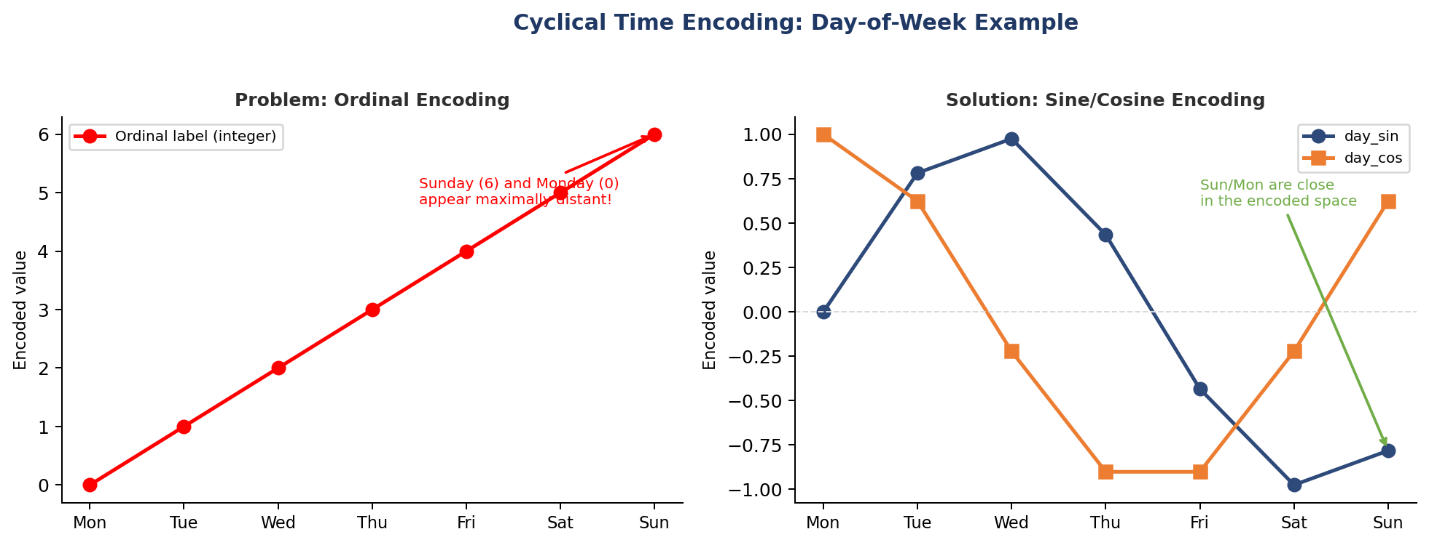 Cyclical Time Encoding: Day-of-Week Example
Problem: Ordinal Encoding
Encoded value
6
5
4
3
2
1
0
Ordinal label (integer)
Sunday (6) and Monday (0)
appear maximally distant!
Mon Tue Wed Thu Fri Sat Sun
Solution: Sine/Cosine Encoding
Encoded value
1.00
0.75
0.50
0.25
0.00
−0.25
−0.50
−0.75
−1.00
day_sin
day_cos
Sun/Mon are close
in the encoded space
Mon Tue Wed Thu Fri Sat Sun